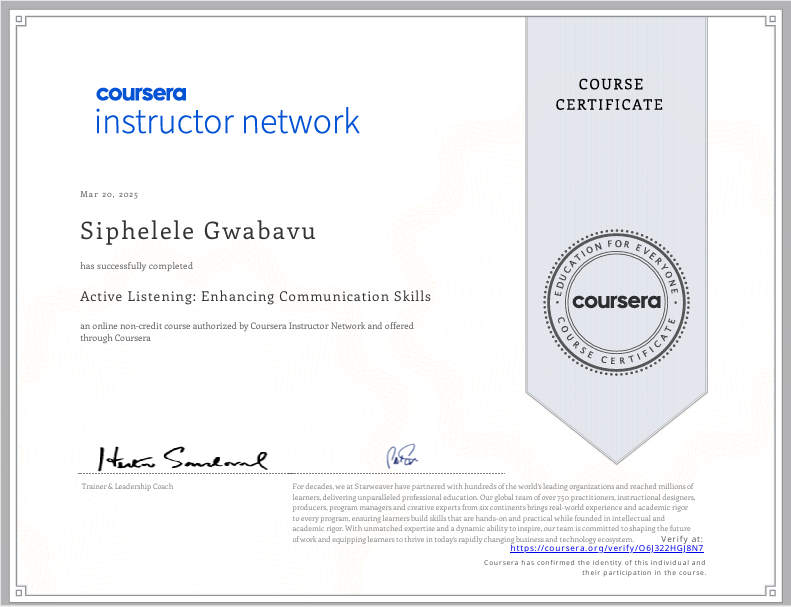 coursera
instructor network
COURSE
CERTIFICATE
Mar 20, 2025
Siphelele Gwabavu
has successfully completed
Active Listening: Enhancing Communication Skills
an online non-credit course authorized by Coursera Instructor Network and offered
through Coursera
EDUCATION FOR EVERYONE
coursera
COURSE CERTIFICATE
Trainer & Leadership Coach
For decades, we at Starweaver have partnered with hundreds of the world's leading organizations and reached millions of
learners, delivering unparalleled professional education. Our global team of over 750 practitioners, instructional designers,
producers, program managers and creative experts from six continents brings real-world experience and academic rigor
to every program, ensuring learners build skills that are hands-on and practical while founded in intellectual and
academic rigor. With unmatched expertise and a dynamic ability to inspire, our team is committed to shaping the future
of work and equipping learners to thrive in today's rapidly changing business and technology ecosystem.
Verify at:
https://coursera.org/verify/O6J322HGJ8N7
Coursera has confirmed the identity of this individual and
their participation in the course.